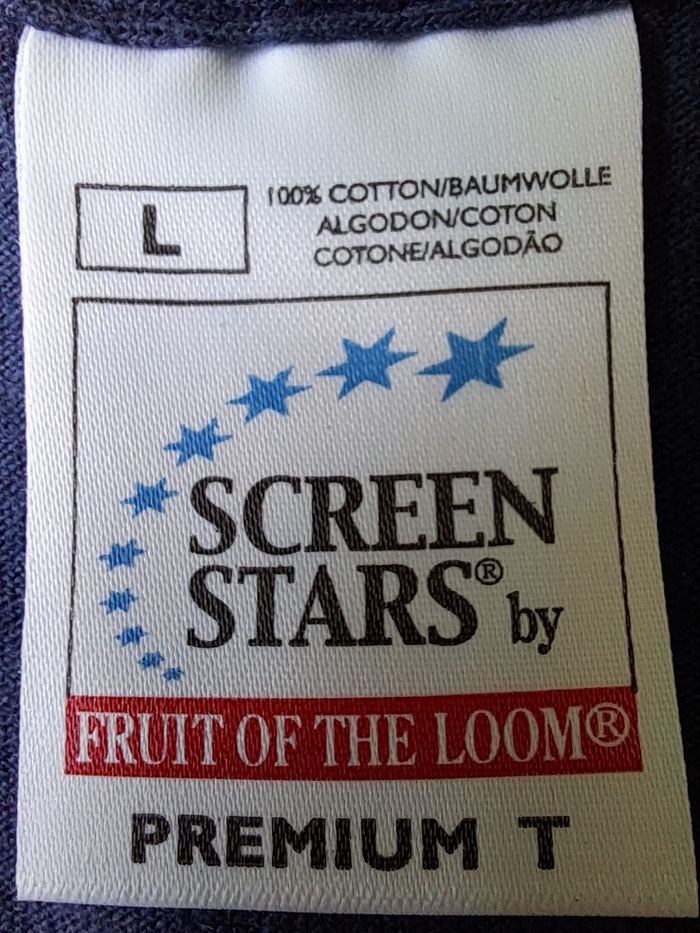 L
100% COTTON/BAUMWOLLE
ALGODON/COTON
COTONE/ALGODÃO
SCREEN
STARS® by
FRUIT OF THE LOOM®
PREMIUM T